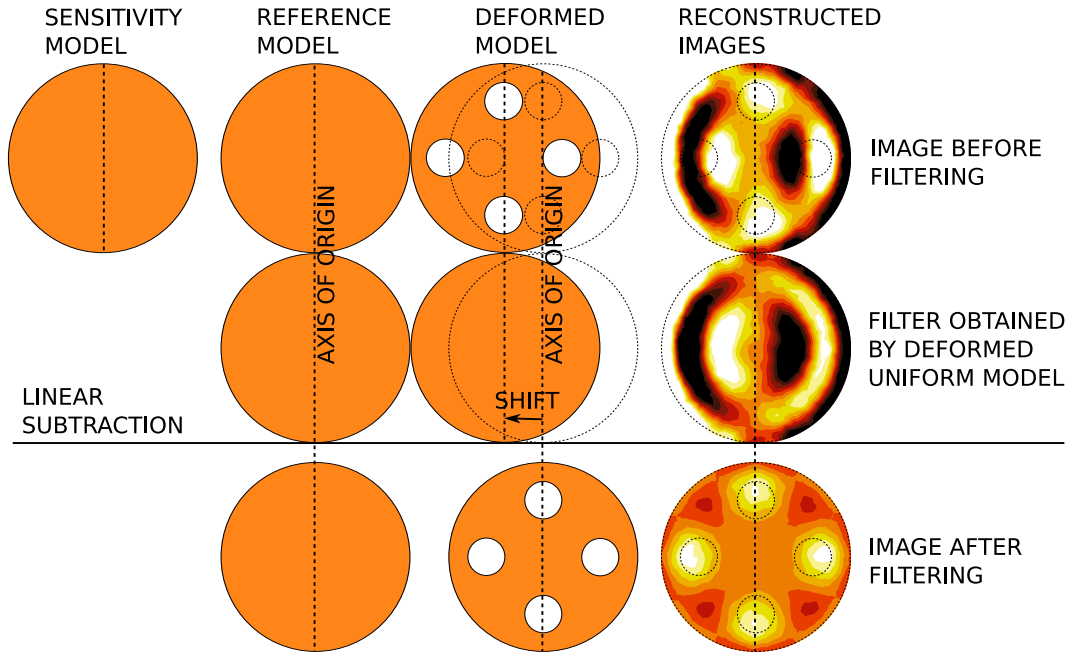 SENSITIVITY
MODEL
REFERENCE
MODEL
DEFORMED
MODEL
RECONSTRUCTED
IMAGES
IMAGE BEFORE
FILTERING
AXIS OF ORIGIN
AXIS OF ORIGIN
FILTER OBTAINED
BY DEFORMED
UNIFORM MODEL
SHIFT
LINEAR
SUBTRACTION
IMAGE AFTER
FILTERING